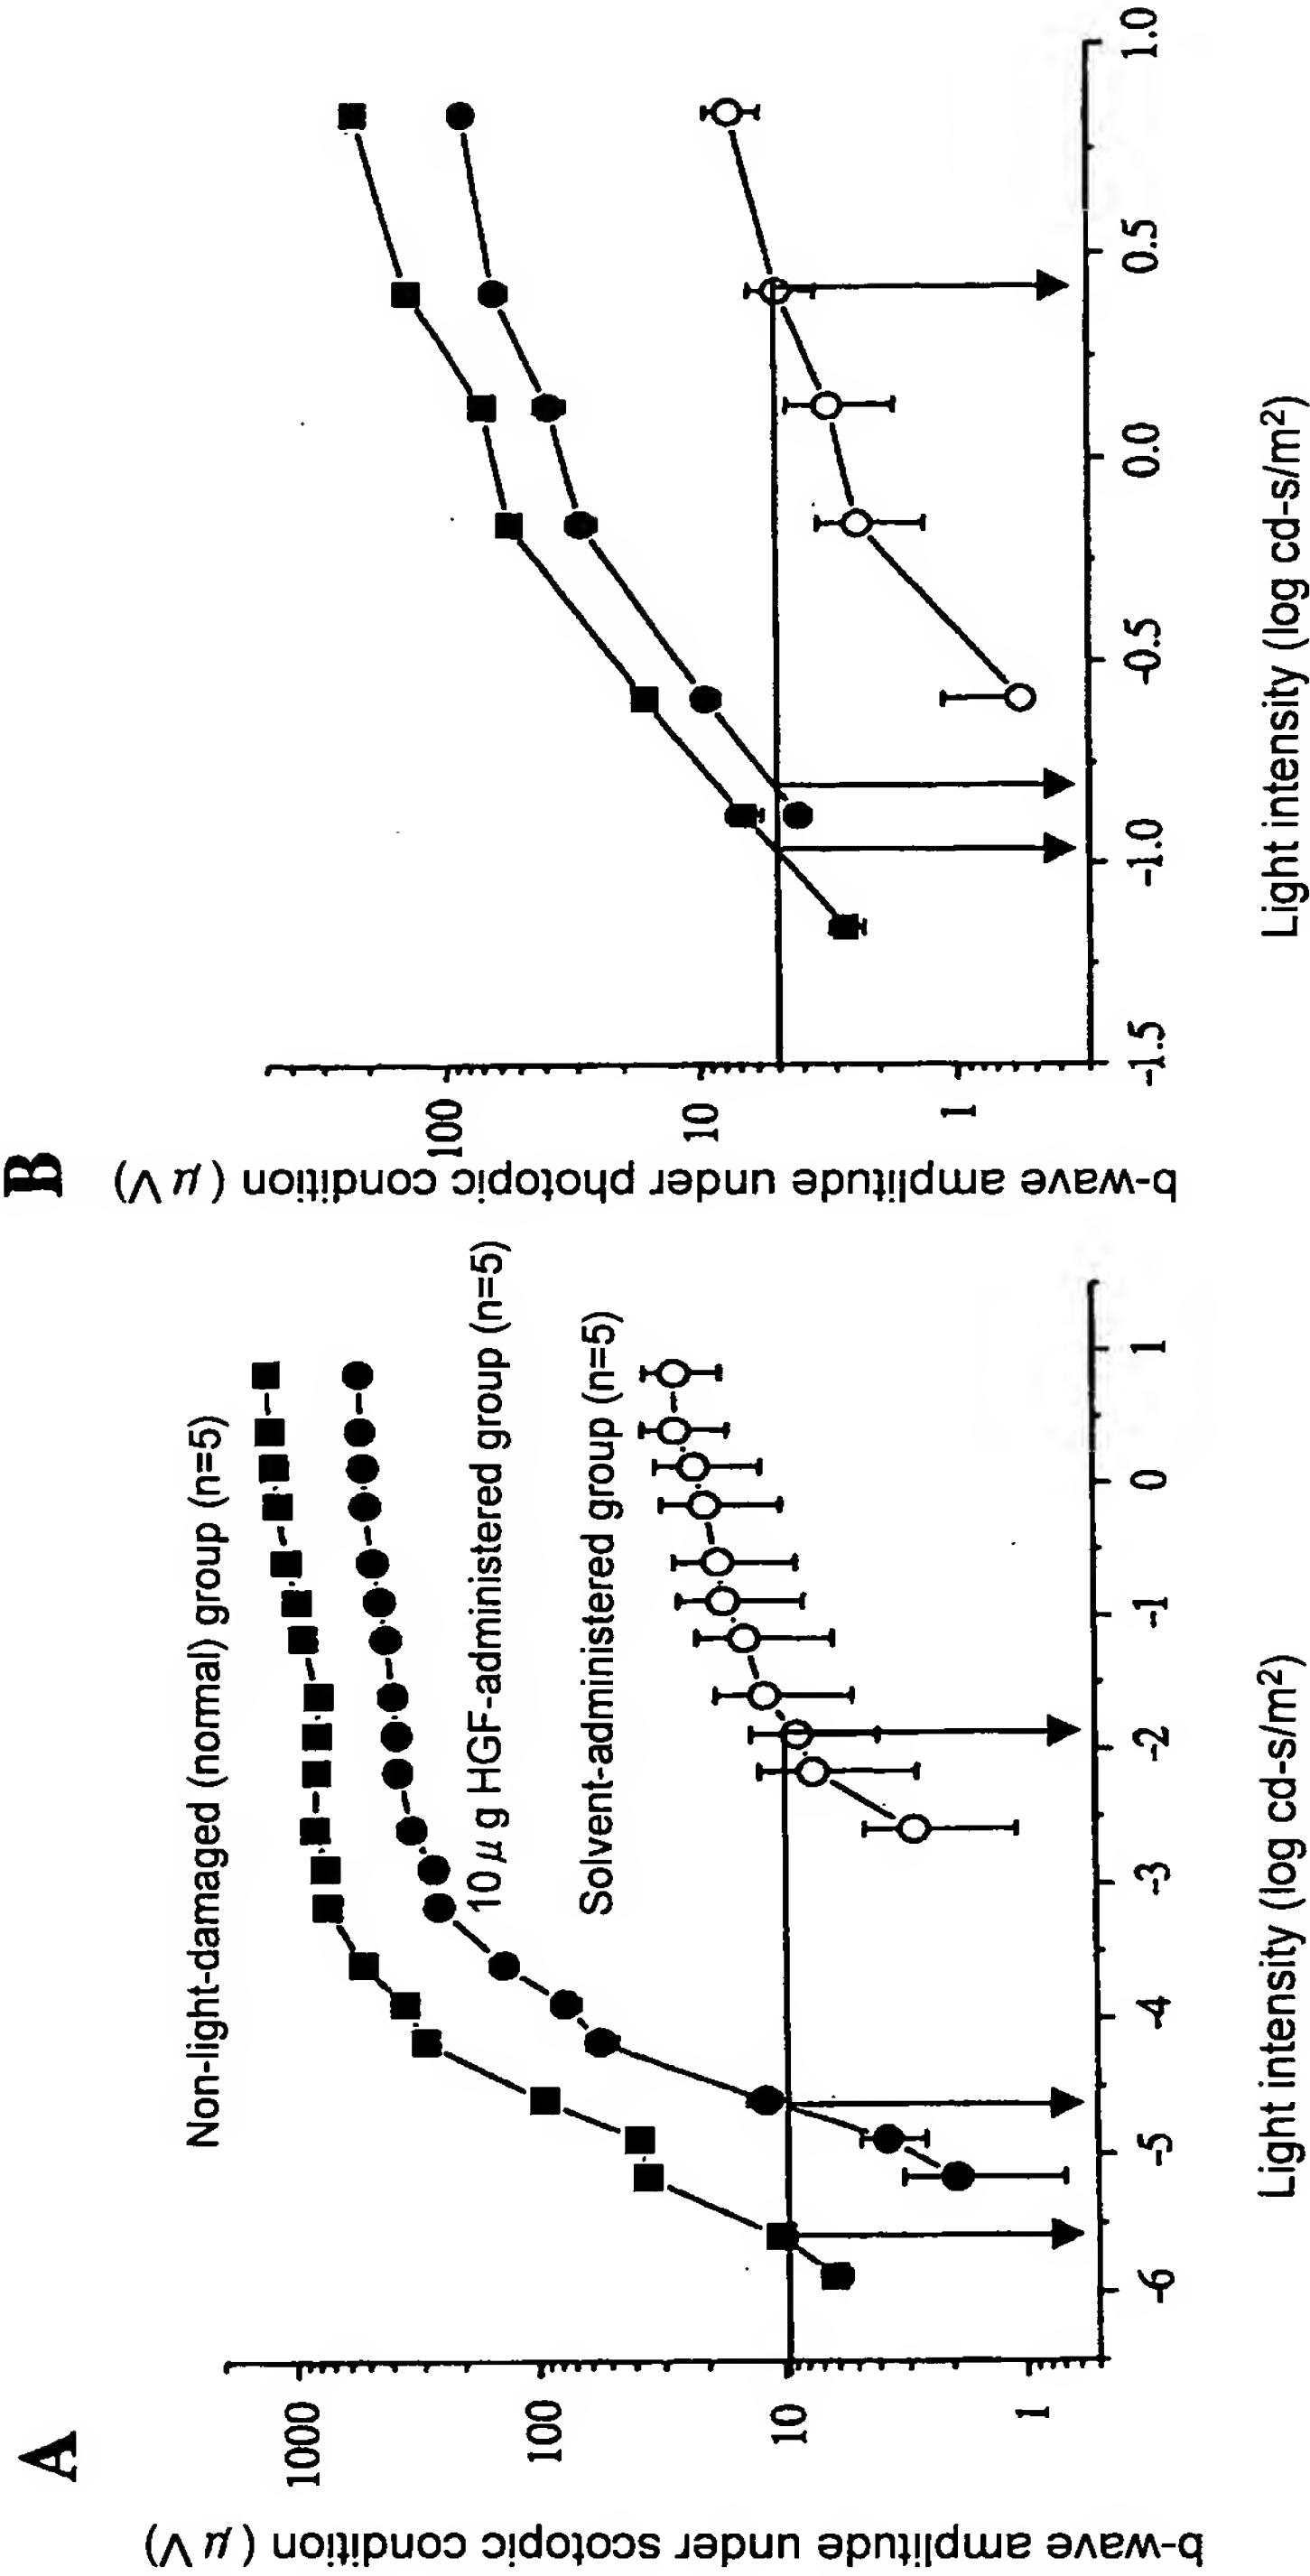 A
b-wave amplitude under scotopic condition (μV)
1000
100
10
1
Non-light-damaged (normal) group (n=5)
10μg HGF-administered group (n=5)
Solvent-administered group (n=5)
-6
-5
-4
-3
-2
-1
0
1
Light intensity (log cd-s/m²)
B
b-wave amplitude under photopic condition (μV)
100
10
1
-1.5
-1.0
-0.5
0.0
0.5
1.0
Light intensity (log cd-s/m²)